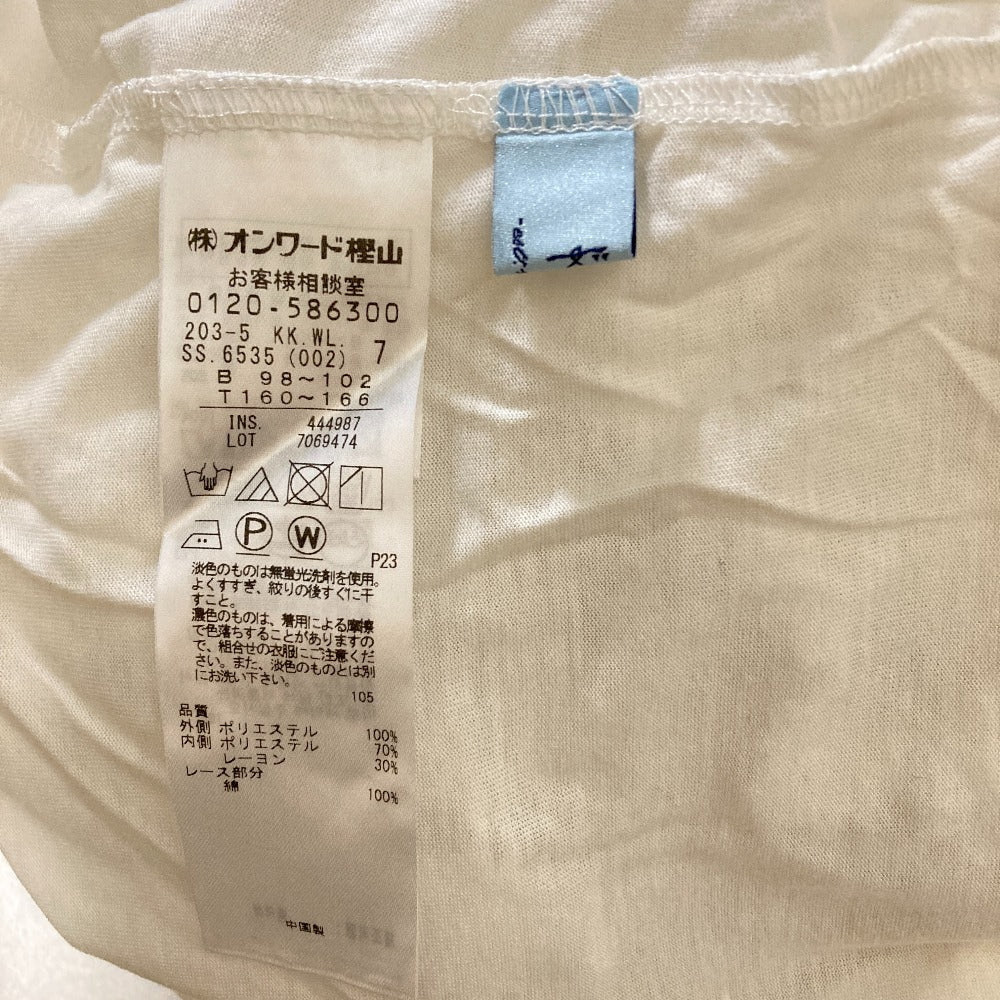 (株)オンワード樫山
お客様相談室
0120-586300
203-5 KK.WL. 7
SS.6535 (002)
B 98～102
T160～166
INS. 444987
LOT 7069474
P W
P23
淡色のものは無蛍光洗剤を使用。
よくすすぎ、絞りの後すぐに干
すこと。
濃色のものは、着用による摩擦
で色落ちすることがありますの
で、組合せの衣服にご注意くだ
さい。また、淡色のものとは別
にお洗い下さい。
105
品質
外側 ポリエステル 100%
内側 ポリエステル 70%
レーヨン 30%
レース部分
綿 100%
中国製